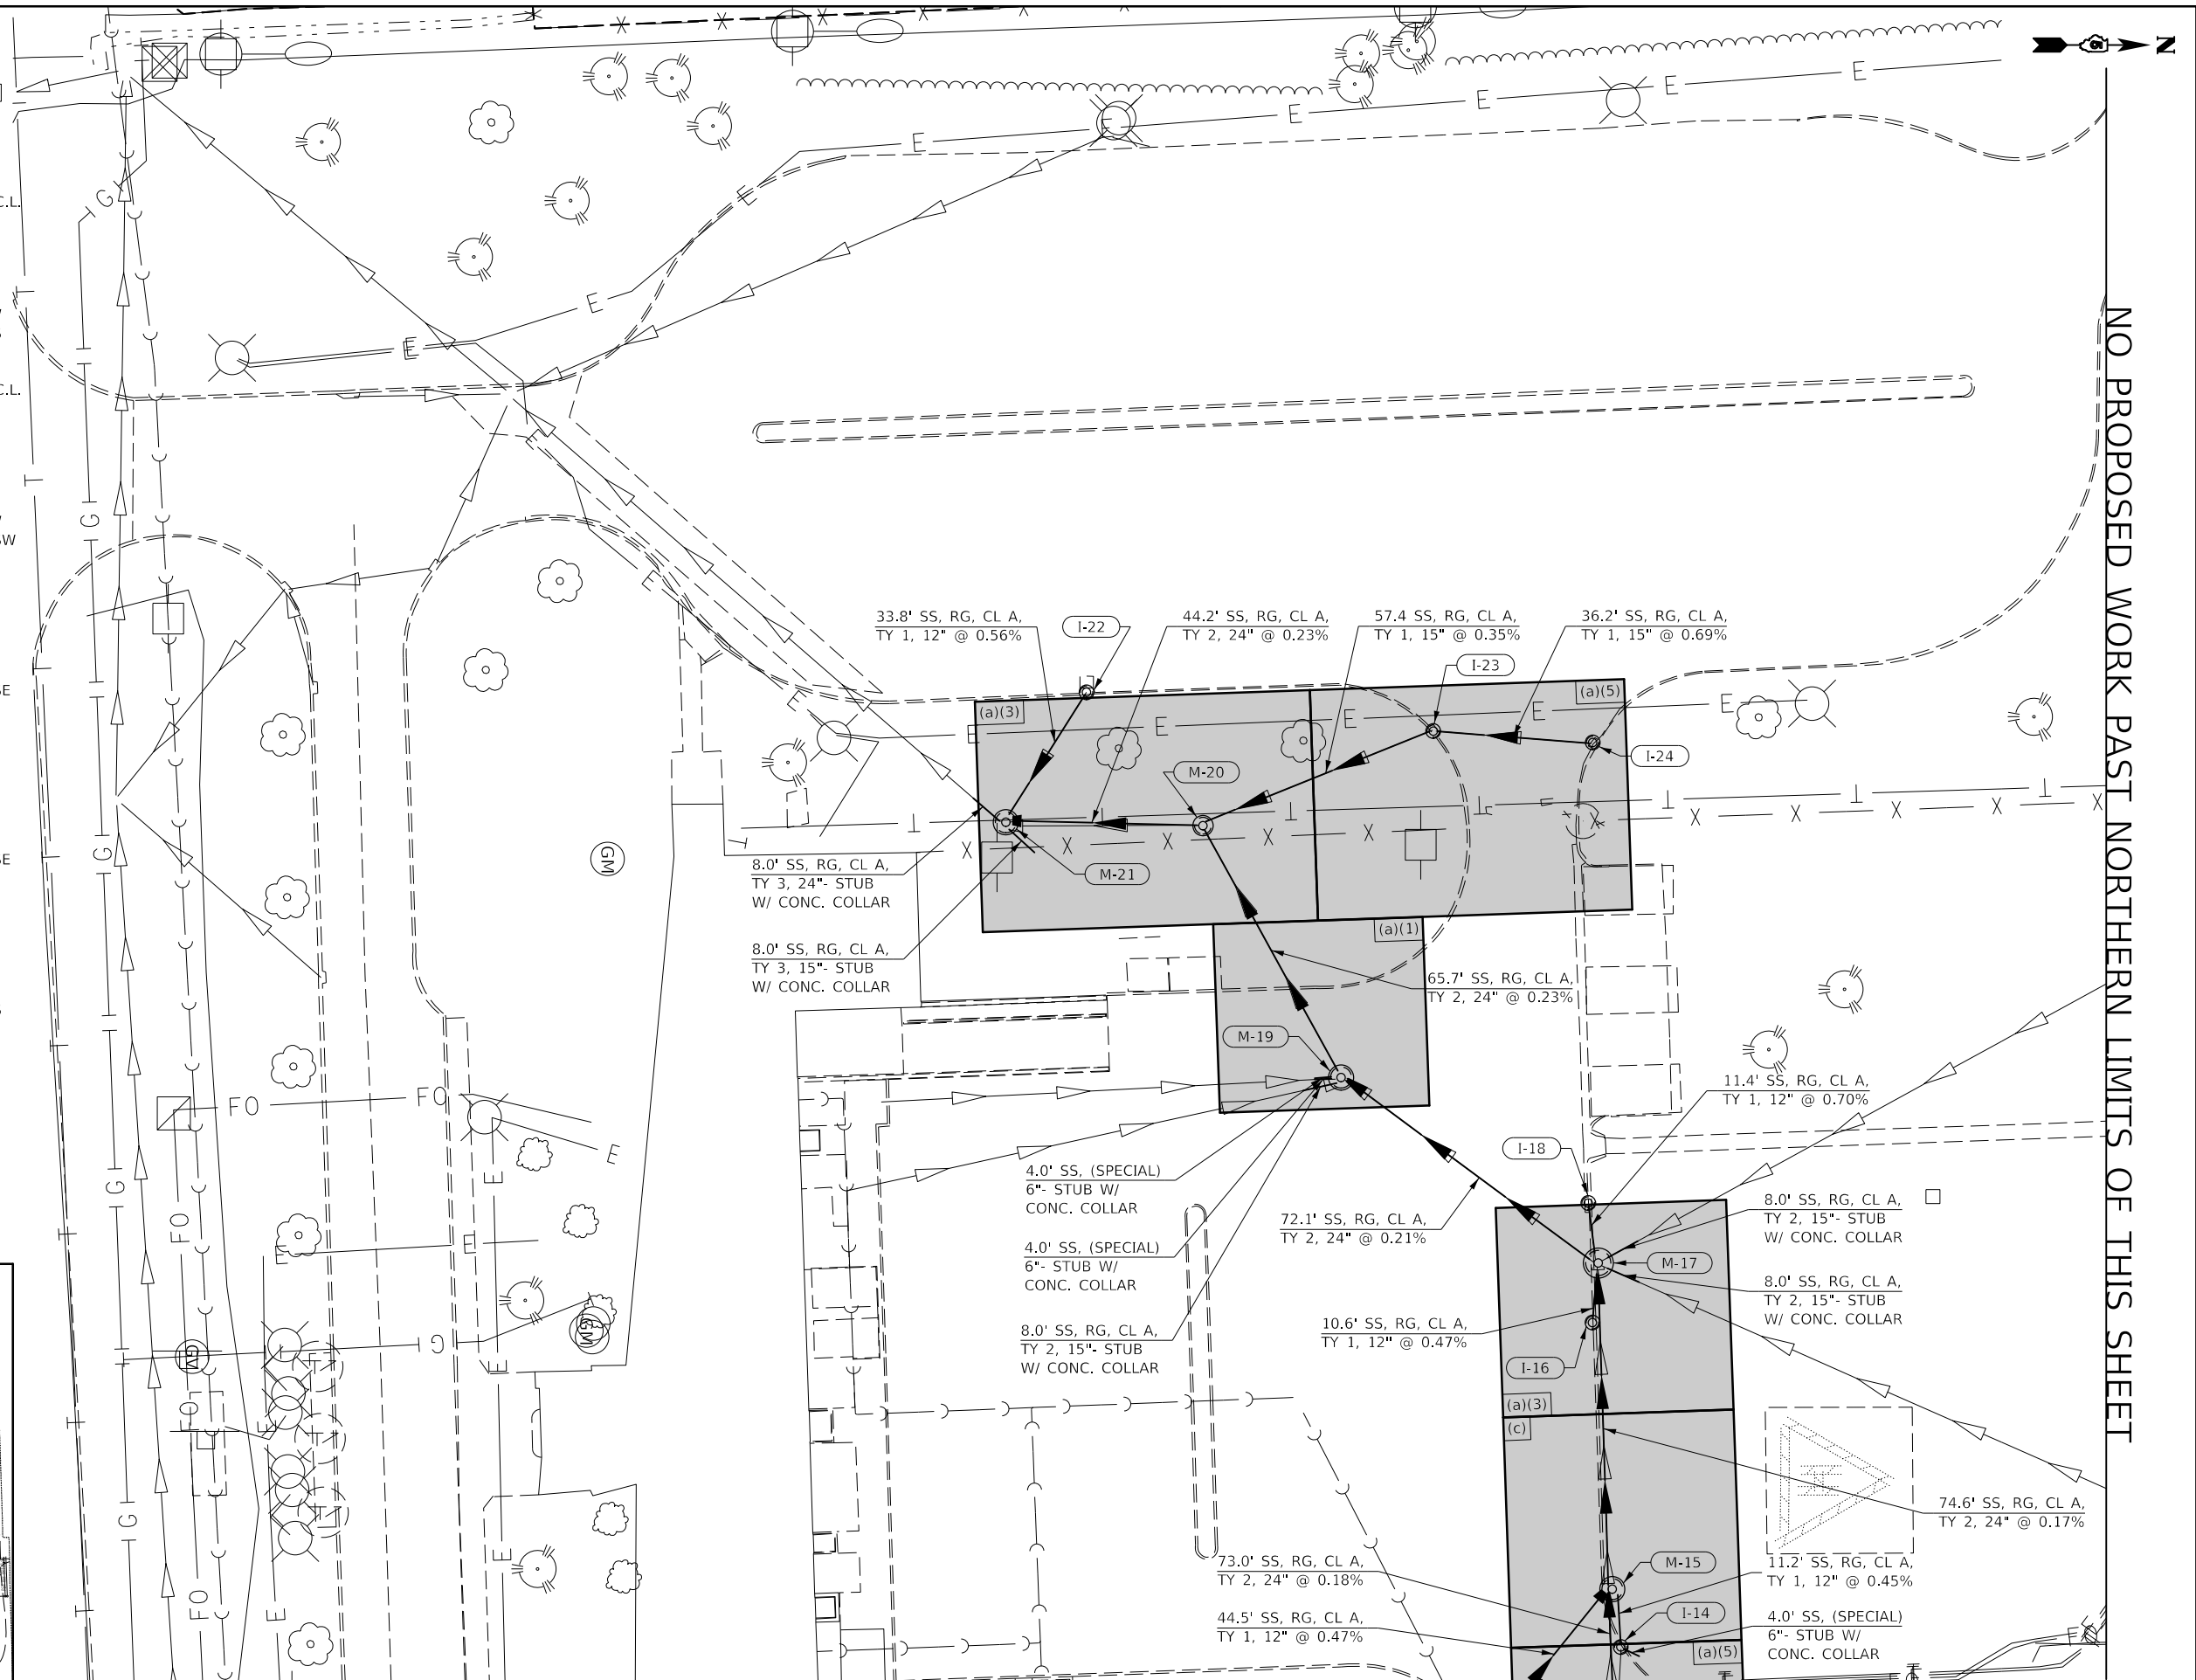 N
NO PROPOSED WORK PAST NORTHERN LIMITS OF THIS SHEET
C.L.
C.L.
SW
SE
SE
E E E E E
E
E
E
E
G
T
T
G
G
G
G
G
33.8' SS, RG, CL A,
TY 1, 12" @ 0.56%
I-22
44.2' SS, RG, CL A,
TY 2, 24" @ 0.23%
57.4 SS, RG, CL A,
TY 1, 15" @ 0.35%
36.2' SS, RG, CL A,
TY 1, 15" @ 0.69%
I-23
I-24
(a)(3)
(a)(5)
E E E E
M-20
M-21
GM
8.0' SS, RG, CL A,
TY 3, 24"- STUB
W/ CONC. COLLAR
8.0' SS, RG, CL A,
TY 3, 15"- STUB
W/ CONC. COLLAR
(a)(1)
65.7' SS, RG, CL A,
TY 2, 24" @ 0.23%
M-19
FO FO
E
E
E E
FO
G
GM
GV
FO
FO
E
E
11.4' SS, RG, CL A,
TY 1, 12" @ 0.70%
I-18
4.0' SS, (SPECIAL)
6"- STUB W/
CONC. COLLAR
4.0' SS, (SPECIAL)
6"- STUB W/
CONC. COLLAR
8.0' SS, RG, CL A,
TY 2, 15"- STUB
W/ CONC. COLLAR
72.1' SS, RG, CL A,
TY 2, 24" @ 0.21%
8.0' SS, RG, CL A,
TY 2, 15"- STUB
W/ CONC. COLLAR
M-17
8.0' SS, RG, CL A,
TY 2, 15"- STUB
W/ CONC. COLLAR
10.6' SS, RG, CL A,
TY 1, 12" @ 0.47%
I-16
(a)(3)
(c)
74.6' SS, RG, CL A,
TY 2, 24" @ 0.17%
73.0' SS, RG, CL A,
TY 2, 24" @ 0.18%
M-15
11.2' SS, RG, CL A,
TY 1, 12" @ 0.45%
44.5' SS, RG, CL A,
TY 1, 12" @ 0.47%
I-14
4.0' SS, (SPECIAL)
6"- STUB W/
CONC. COLLAR
(a)(5)